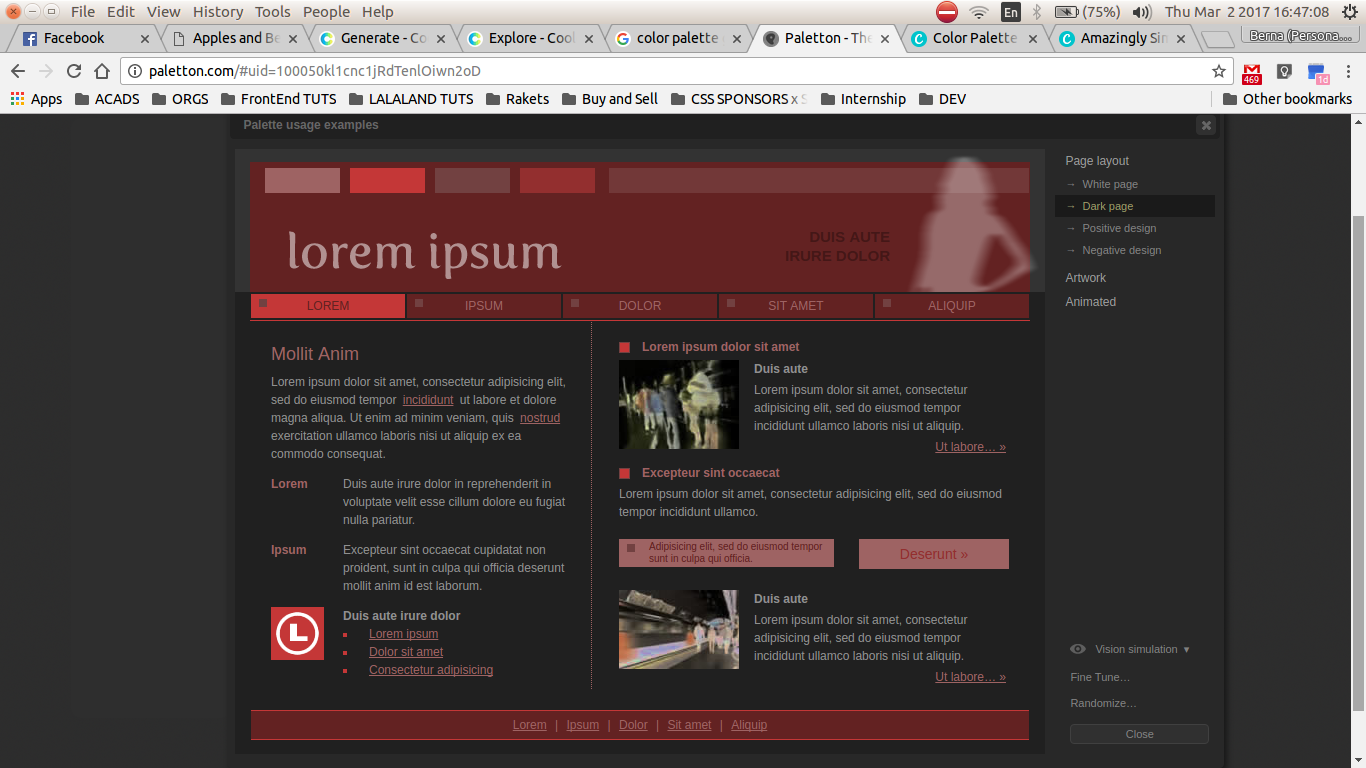 File Edit View History Tools People Help
En (75%) Thu Mar 2 2017 16:47:08
Facebook Apples and Be Generate - Co Explore - Cool color palette Paletton - The Color Palette Amazingly Sim Berna (Persona...
paletton.com/#uid=100050kl1cnc1jRdTenlOiwn2oD 469 1d
Apps ACADS ORGS FrontEnd TUTS LALALAND TUTS Rakets Buy and Sell CSS SPONSORS x S Internship DEV Other bookmarks
Palette usage examples
lorem ipsum
DUIS AUTE
IRURE DOLOR
LOREM IPSUM DOLOR SIT AMET ALIQUIP
Mollit Anim
Lorem ipsum dolor sit amet, consectetur adipisicing elit,
sed do eiusmod tempor incididunt ut labore et dolore
magna aliqua. Ut enim ad minim veniam, quis nostrud
exercitation ullamco laboris nisi ut aliquip ex ea
commodo consequat.
Lorem Duis aute irure dolor in reprehenderit in
voluptate velit esse cillum dolore eu fugiat
nulla pariatur.
Ipsum Excepteur sint occaecat cupidatat non
proident, sunt in culpa qui officia deserunt
mollit anim id est laborum.
L
Duis aute irure dolor
Lorem ipsum
Dolor sit amet
Consectetur adipisicing
Lorem ipsum dolor sit amet
Duis aute
Lorem ipsum dolor sit amet, consectetur
adipisicing elit, sed do eiusmod tempor
incididunt ullamco laboris nisi ut aliquip.
Ut labore… »
Excepteur sint occaecat
Lorem ipsum dolor sit amet, consectetur adipisicing elit, sed do eiusmod
tempor incididunt ullamco.
Adipisicing elit, sed do eiusmod tempor
sunt in culpa qui officia.
Deserunt »
Duis aute
Lorem ipsum dolor sit amet, consectetur
adipisicing elit, sed do eiusmod tempor
incididunt ullamco laboris nisi ut aliquip.
Ut labore… »
Lorem | Ipsum | Dolor | Sit amet | Aliquip
Page layout
→ White page
→ Dark page
→ Positive design
→ Negative design
Artwork
Animated
Vision simulation ▾
Fine Tune…
Randomize…
Close